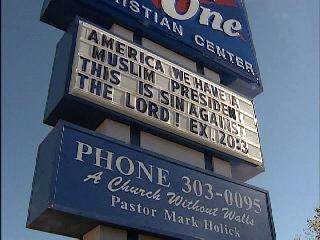 One
CHRISTIAN CENTER
AMERICA WE HAVE A
MUSLIM PRESIDENT
THIS IS SIN AGAINST
THE LORD! EX. 20:3
PHONE 303-0095
A Church Without Walls
Pastor Mark Holick